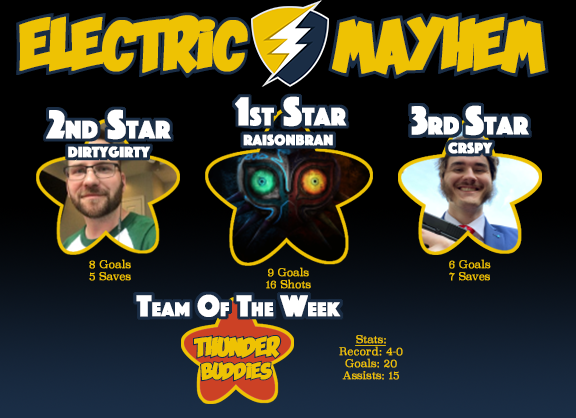 ELECTRIC MAYHEM
2ND STAR
DIRTYGIRTY
1ST STAR
RAISONBRAN
3RD STAR
CRSPY
8 Goals
5 Saves
9 Goals
16 Shots
6 Goals
7 Saves
TEAM OF THE WEEK
THUNDER
BUDDIES
Stats:
Record: 4-0
Goals: 20
Assists: 15